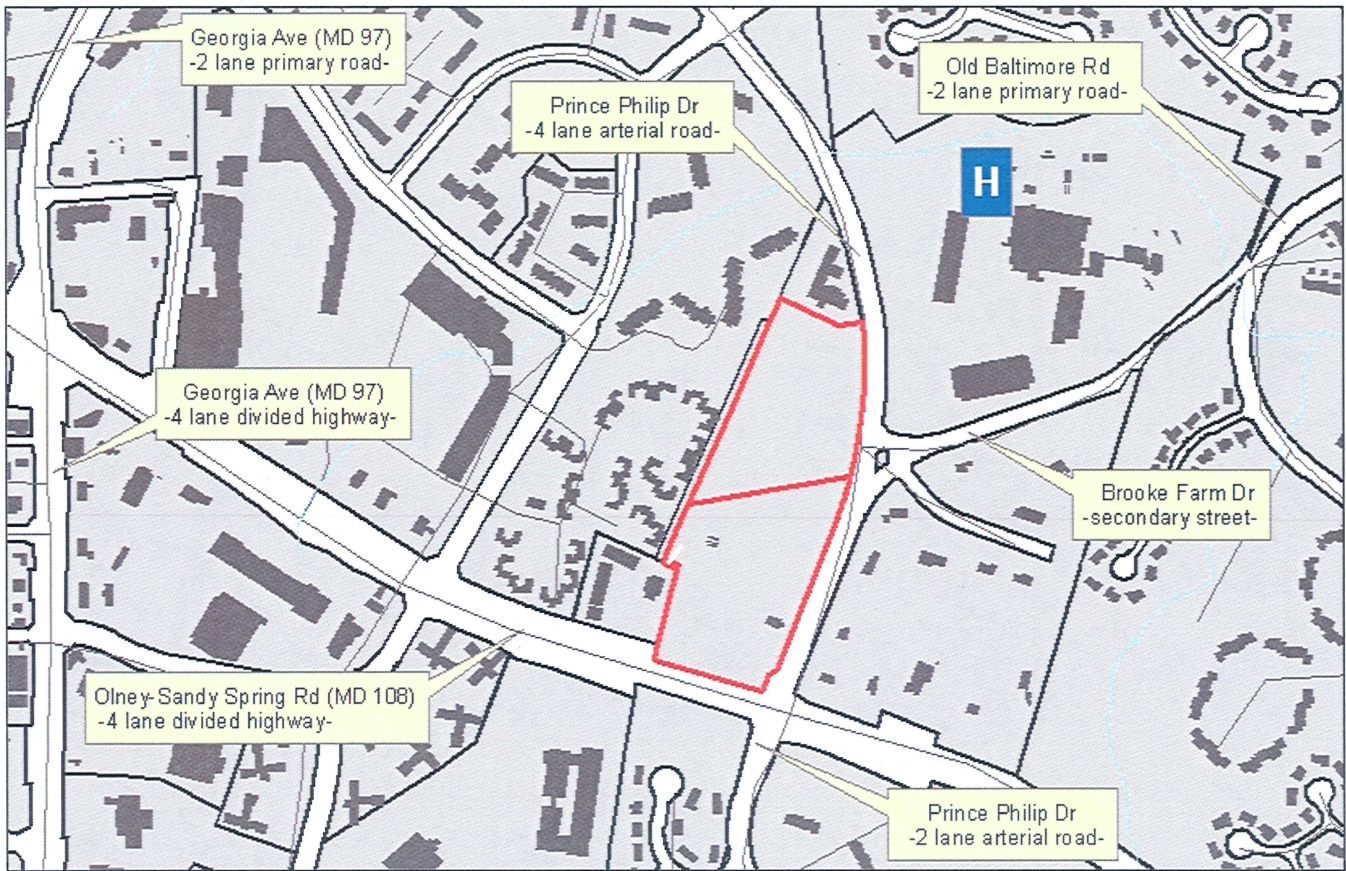 Georgia Ave (MD 97)
-2 lane primary road-
Old Baltimore Rd
-2 lane primary road-
Prince Philip Dr
-4 lane arterial road-
H
Georgia Ave (MD 97)
-4 lane divided highway-
Brooke Farm Dr
-secondary street-
Olney-Sandy Spring Rd (MD 108)
-4 lane divided highway-
Prince Philip Dr
-2 lane arterial road-